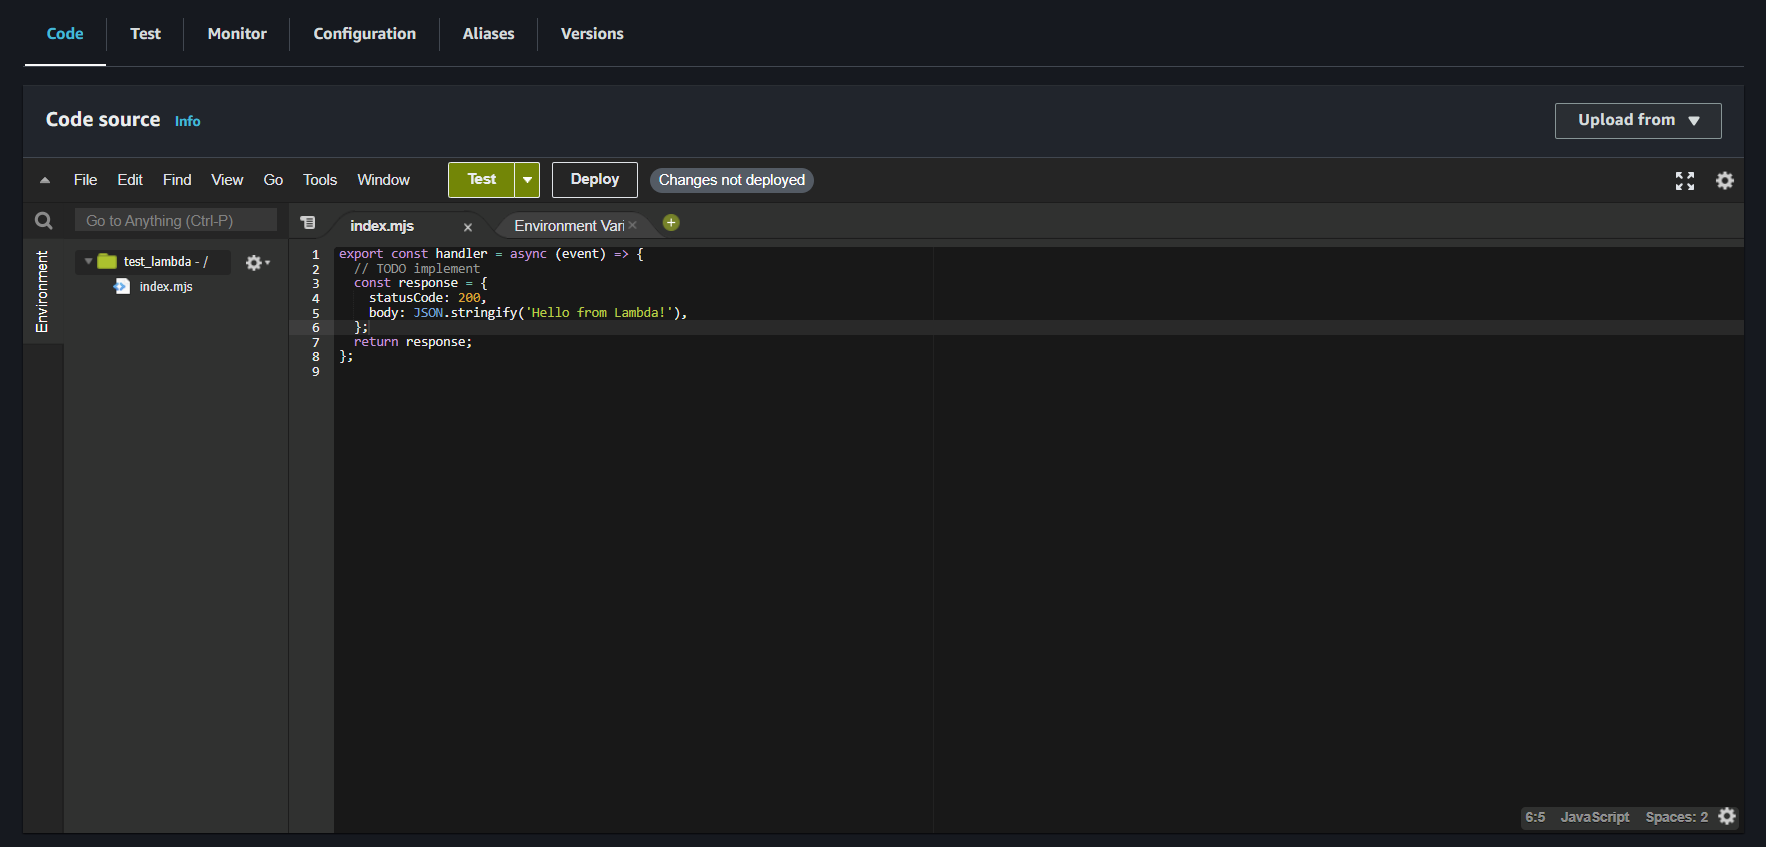 Code Test Monitor Configuration Aliases Versions
Code source Info Upload from
File Edit Find View Go Tools Window Test Deploy Changes not deployed
Go to Anything (Ctrl-P) index.mjs Environment Vari
Environment
test_lambda - /
index.mjs
1 export const handler = async (event) => {
2   // TODO implement
3   const response = {
4     statusCode: 200,
5     body: JSON.stringify('Hello from Lambda!'),
6   };
7   return response;
8 };
9
6:5 JavaScript Spaces: 2